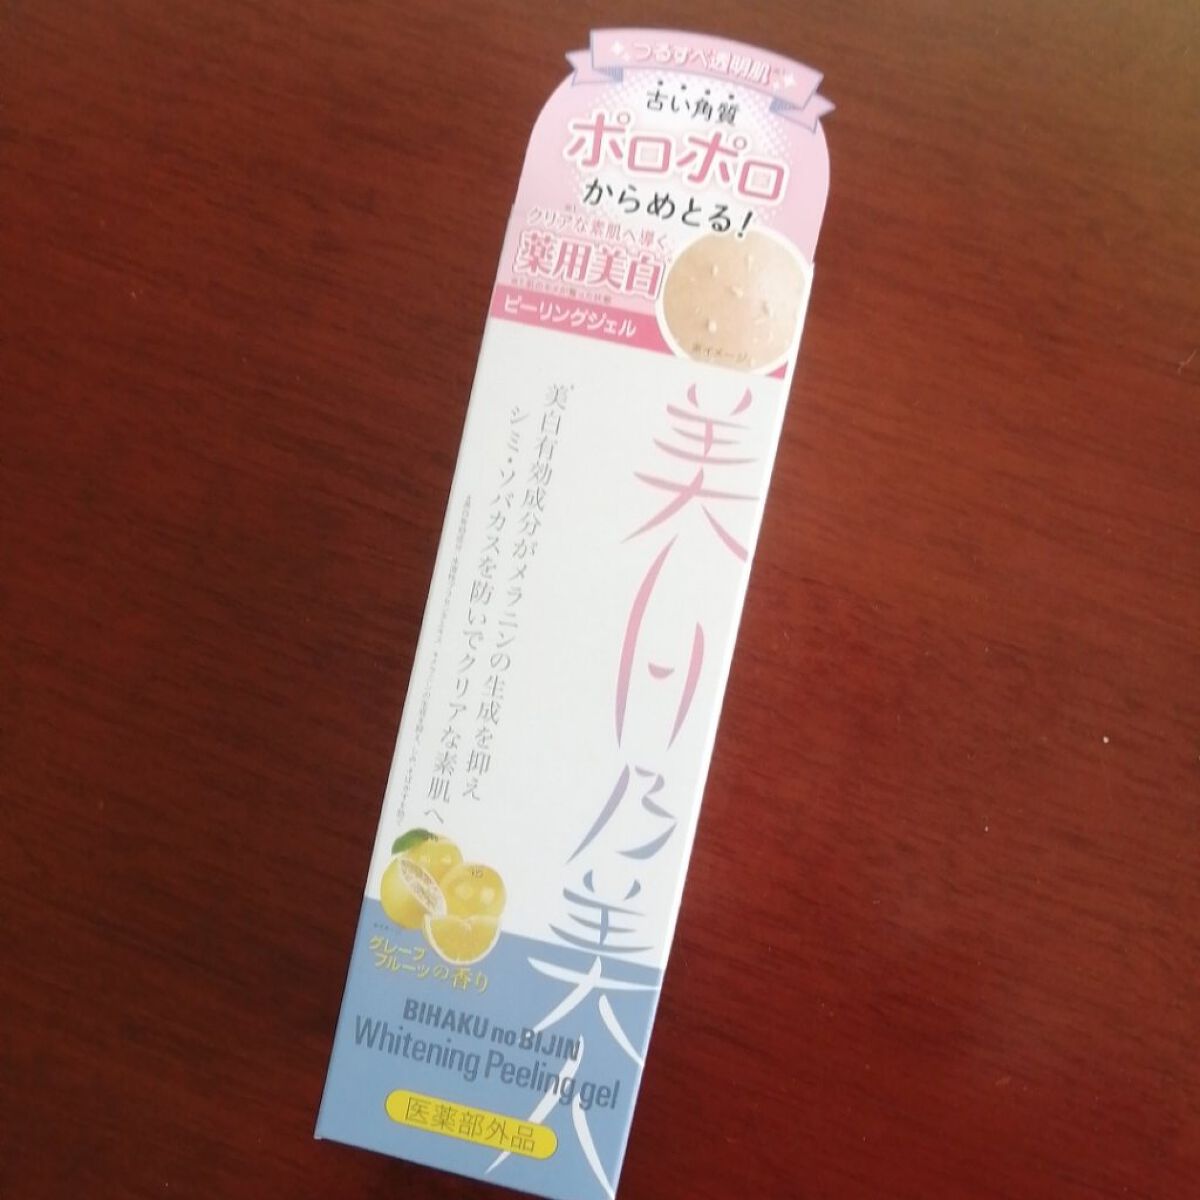 つるすべ透明肌
古い角質
ポロポロ
からめとる!
クリアな素肌へ導く
薬用美白
ピーリングジェル
※イメージ
美白乃美人
美白有効成分がメラニンの生成を抑え
シミ・ソバカスを防いでクリアな素肌へ
グレープ
フルーツの香り
BIHAKU no BIJIN
Whitening Peeling gel
医薬部外品